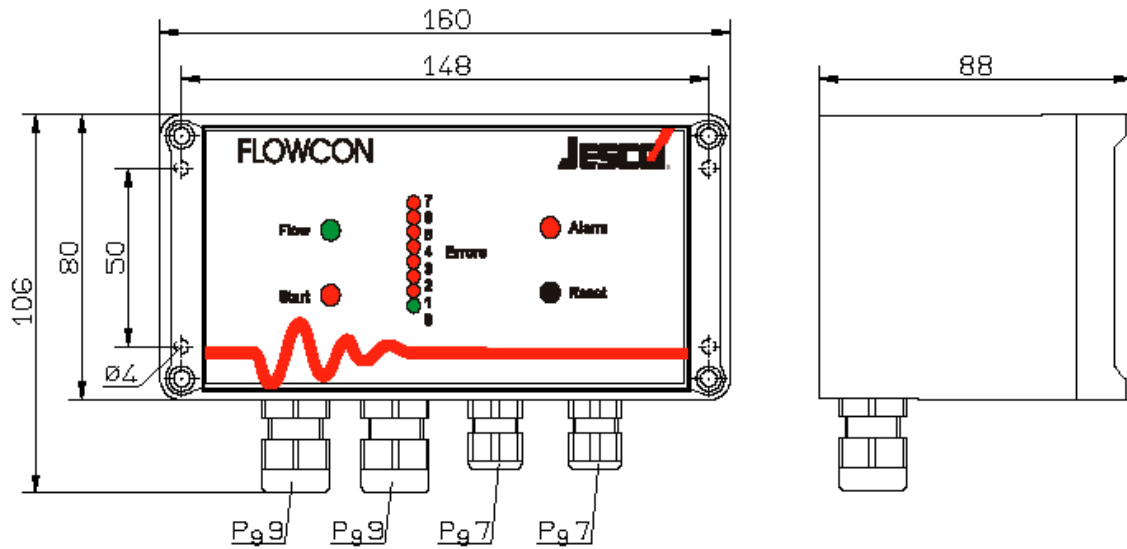 160
148
88
FLOWCON
JESCO
7
6
Flow
5
Alarm
4
Errors
3
106
80
50
2
Start
1
Reset
0
ø4
Pg9
Pg9
Pg7
Pg7